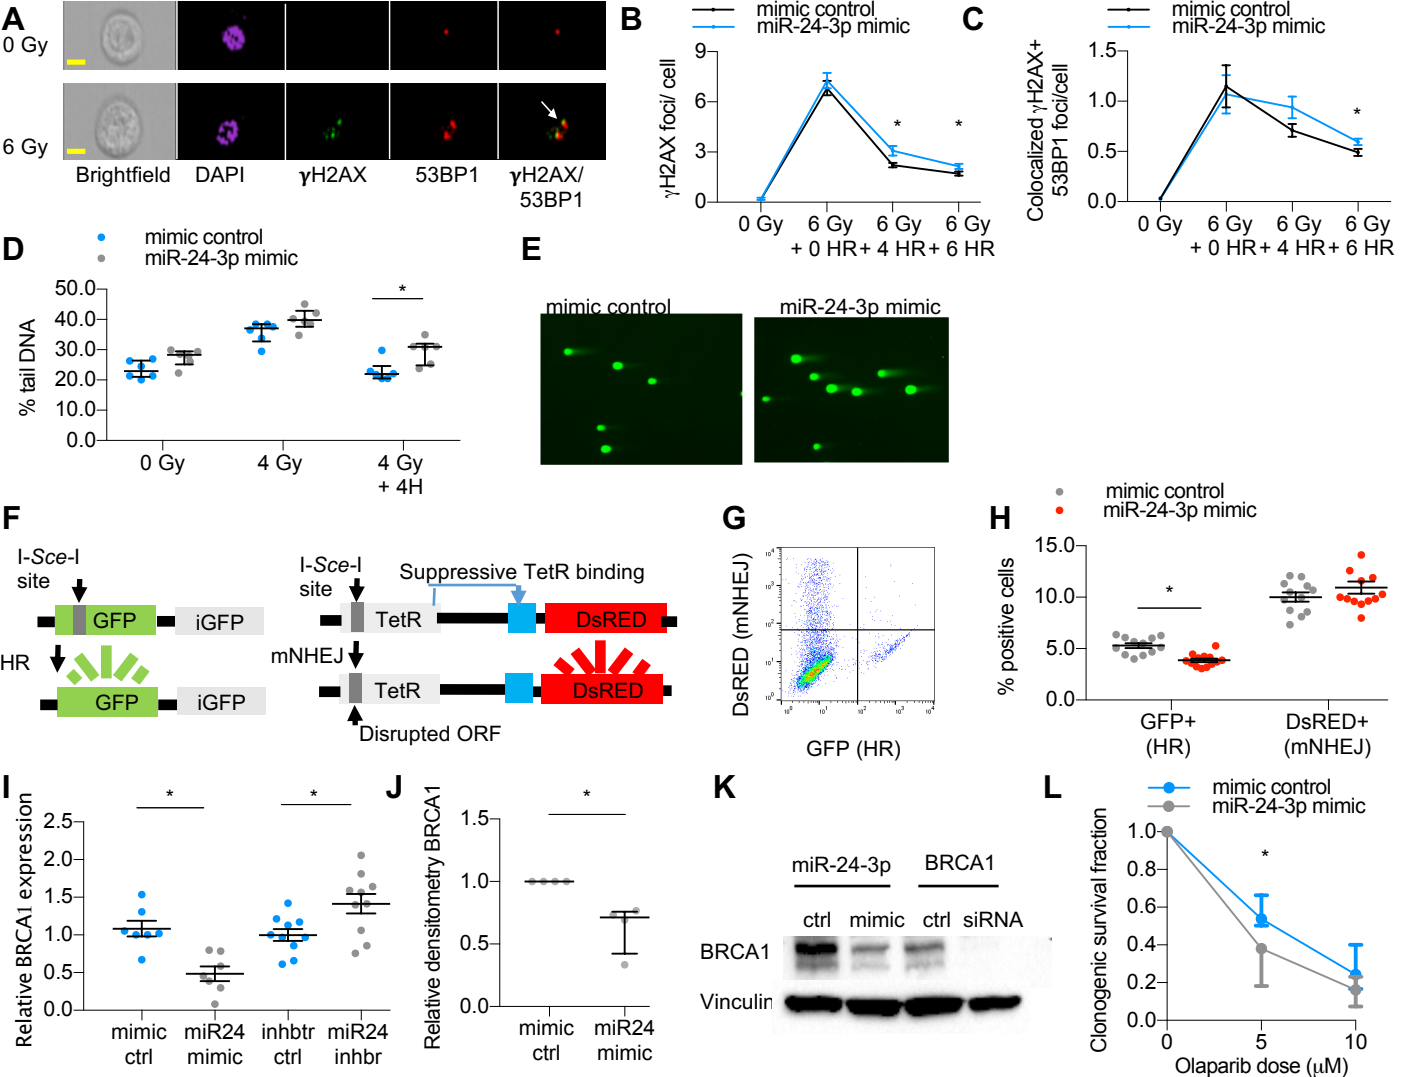 A
0 Gy
6 Gy
Brightfield
DAPI
γH2AX
53BP1
γH2AX/
53BP1
B
mimic control
miR-24-3p mimic
γH2AX foci/ cell
9
6
3
0
*
*
0 Gy
6 Gy
+ 0 HR
6 Gy
+ 4 HR
6 Gy
+ 6 HR
C
mimic control
miR-24-3p mimic
Colocalized γH2AX+
53BP1 foci/cell
1.5
1.0
0.5
0.0
*
0 Gy
6 Gy
+ 0 HR
6 Gy
+ 4 HR
6 Gy
+ 6 HR
D
mimic control
miR-24-3p mimic
% tail DNA
50.0
40.0
30.0
20.0
10.0
0.0
*
0 Gy
4 Gy
4 Gy
+ 4H
E
mimic control
miR-24-3p mimic
F
I-Sce-I
site
GFP
iGFP
HR
GFP
iGFP
I-Sce-I
site
Suppressive TetR binding
TetR
DsRED
mNHEJ
TetR
DsRED
Disrupted ORF
G
DsRED (mNHEJ)
10⁴
10³
10²
10¹
10⁰
10⁰
10¹
10²
10³
10⁴
GFP (HR)
H
mimic control
miR-24-3p mimic
% positive cells
15.0
10.0
5.0
0.0
*
GFP+
(HR)
DsRED+
(mNHEJ)
I
Relative BRCA1 expression
2.5
2.0
1.5
1.0
0.5
0.0
*
*
mimic
ctrl
miR24
mimic
inhbtr
ctrl
miR24
inhbr
J
Relative densitometry BRCA1
1.5
1.0
0.5
0.0
*
mimic
ctrl
miR24
mimic
K
miR-24-3p
BRCA1
ctrl
mimic
ctrl
siRNA
BRCA1
Vinculin
L
mimic control
miR-24-3p mimic
Clonogenic survival fraction
1.0
0.6
0.4
0.2
0.0
*
0
5
10
Olaparib dose (μM)